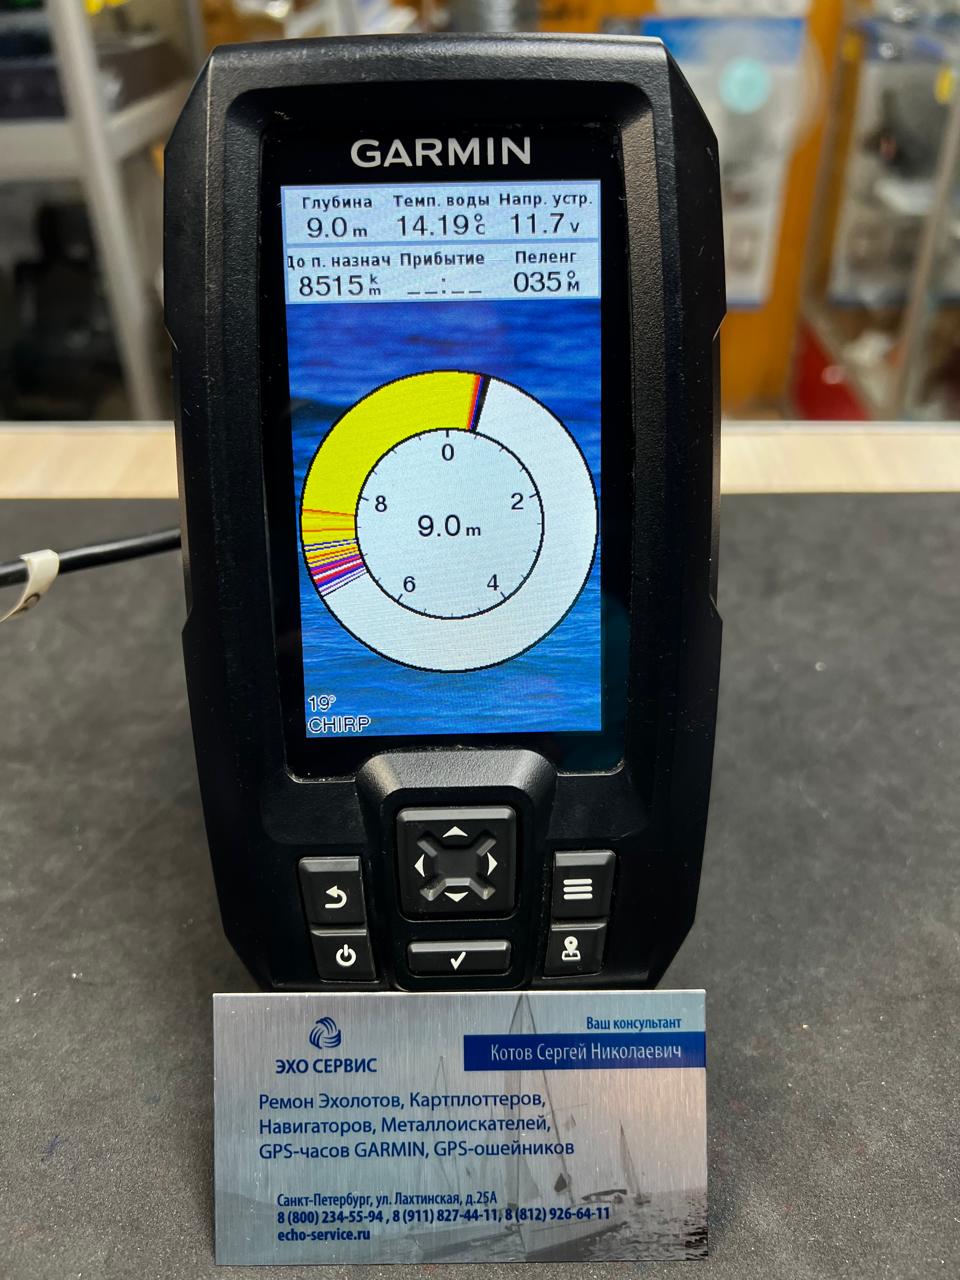 GARMIN
Глубина Темп. воды Напр. устр.
9.0 m 14.19 °C 11.7 v
До п. назнач Прибытие Пеленг
8515 km __:__ 035°M
0
8 2
9.0 m
6 4
19°
CHIRP
Ваш консультант
ЭХО СЕРВИС
Котов Сергей Николаевич
Ремон Эхолотов, Картплоттеров,
Навигаторов, Металлоискателей,
GPS-часов GARMIN, GPS-ошейников
Санкт-Петербург, ул. Лахтинская, д.25А
8 (800) 234-55-94 , 8 (911) 827-44-11, 8 (812) 926-64-11
echo-service.ru